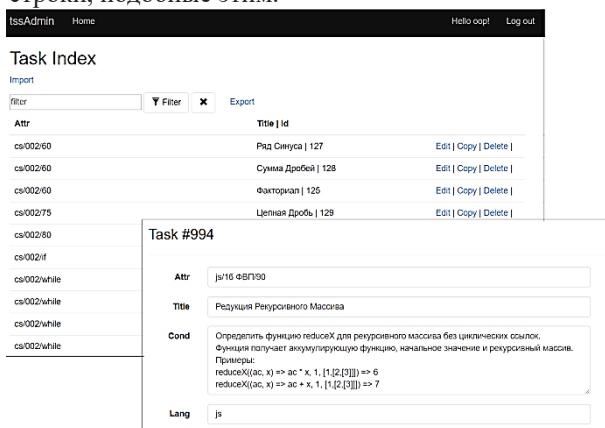 строки, подобные этим.
tssAdmin Home Hello oop! Log out
Task Index
Import
filter Filter Export
Attr Title | Id
cs/002/60 Ряд Синуса | 127 Edit | Copy | Delete |
cs/002/60 Сумма Дробей | 128 Edit | Copy | Delete |
cs/002/60 Факториал | 125 Edit | Copy | Delete |
cs/002/75 Цепная Дробь | 129 Edit | Copy | Delete |
cs/002/80
cs/002/if
cs/002/while
cs/002/while
cs/002/while
cs/002/while
Task #994
Attr js/16 ФВП/90
Title Редукция Рекурсивного Массива
Cond Определить функцию reduceX для рекурсивного массива без циклических ссылок.
Функция получает аккумулирующую функцию, начальное значение и рекурсивный массив.
Примеры:
reduceX((ac, x) => ac * x, 1, [1,[2,[3]]]) => 6
reduceX((ac, x) => ac + x, 1, [1,[2,[3]]]) => 7
Lang js